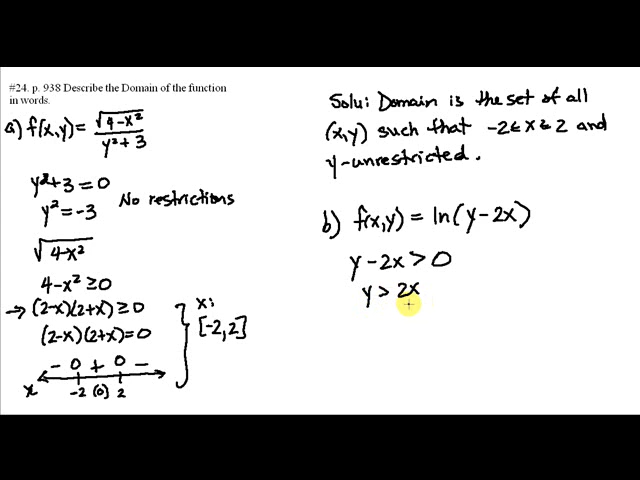 #24. p. 938 Describe the Domain of the function
in words.
a) f(x,y) = √(4-x²) / (y²+3)
y²+3 = 0
y² = -3 No restrictions
√(4-x²)
4-x² ≥ 0
→ (2-x)(2+x) ≥ 0
(2-x)(2+x) = 0
- 0 + 0 -
x -2 (0) 2
x:
[-2,2]
Solu: Domain is the set of all
(x,y) such that -2 ≤ x ≤ 2 and
y-unrestricted.
b) f(x,y) = ln(y-2x)
y-2x > 0
y > 2x